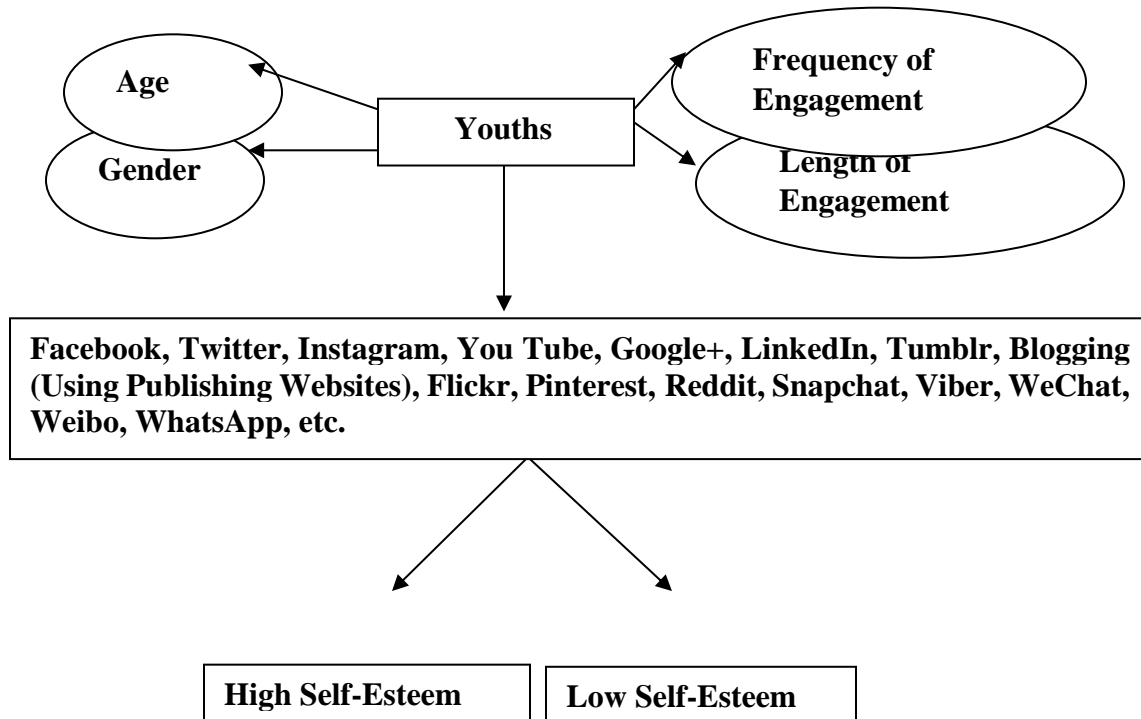 Age
Gender
Youths
Frequency of
Engagement
Length of
Engagement
Facebook, Twitter, Instagram, You Tube, Google+, LinkedIn, Tumblr, Blogging
(Using Publishing Websites), Flickr, Pinterest, Reddit, Snapchat, Viber, WeChat,
Weibo, WhatsApp, etc.
High Self-Esteem
Low Self-Esteem